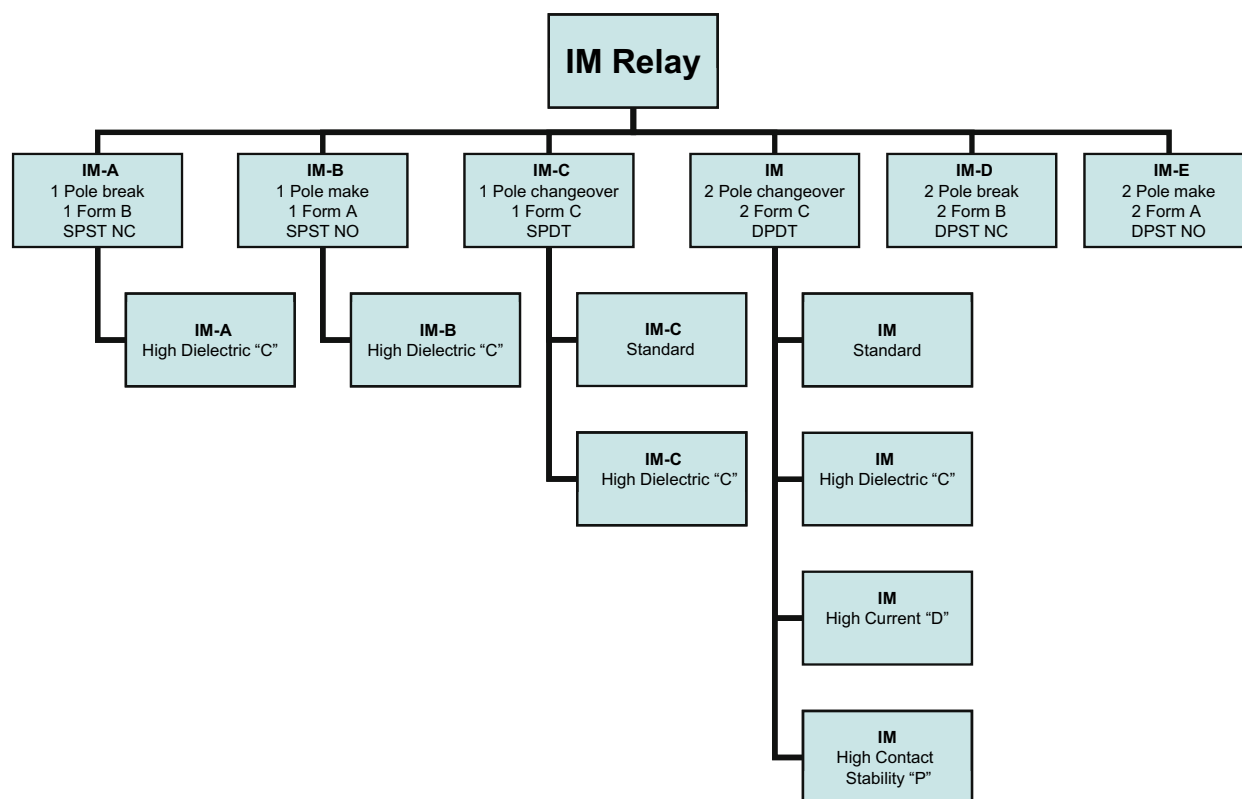 IM Relay
IM-A
1 Pole break
1 Form B
SPST NC
IM-B
1 Pole make
1 Form A
SPST NO
IM-C
1 Pole changeover
1 Form C
SPDT
IM
2 Pole changeover
2 Form C
DPDT
IM-D
2 Pole break
2 Form B
DPST NC
IM-E
2 Pole make
2 Form A
DPST NO
IM-A
High Dielectric “C”
IM-B
High Dielectric “C”
IM-C
Standard
IM
Standard
IM-C
High Dielectric “C”
IM
High Dielectric “C”
IM
High Current “D”
IM
High Contact
Stability “P”